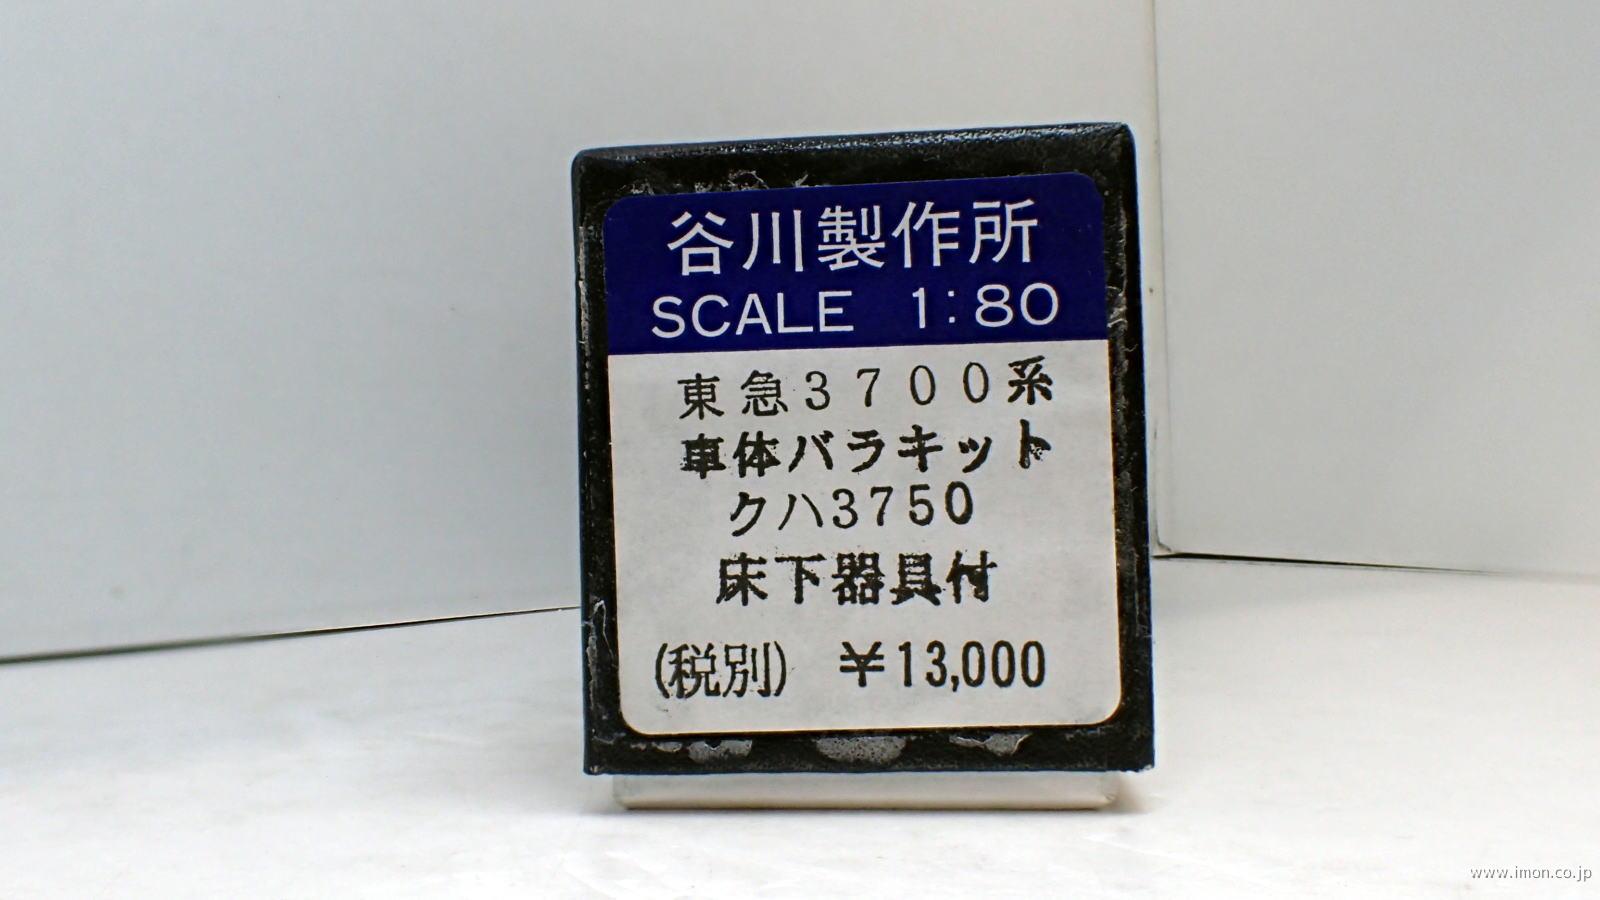 谷川製作所
SCALE 1:80
東急3700系
車体バラキット
クハ3750
床下器具付
(税別) ¥13,000
www.imon.co.jp